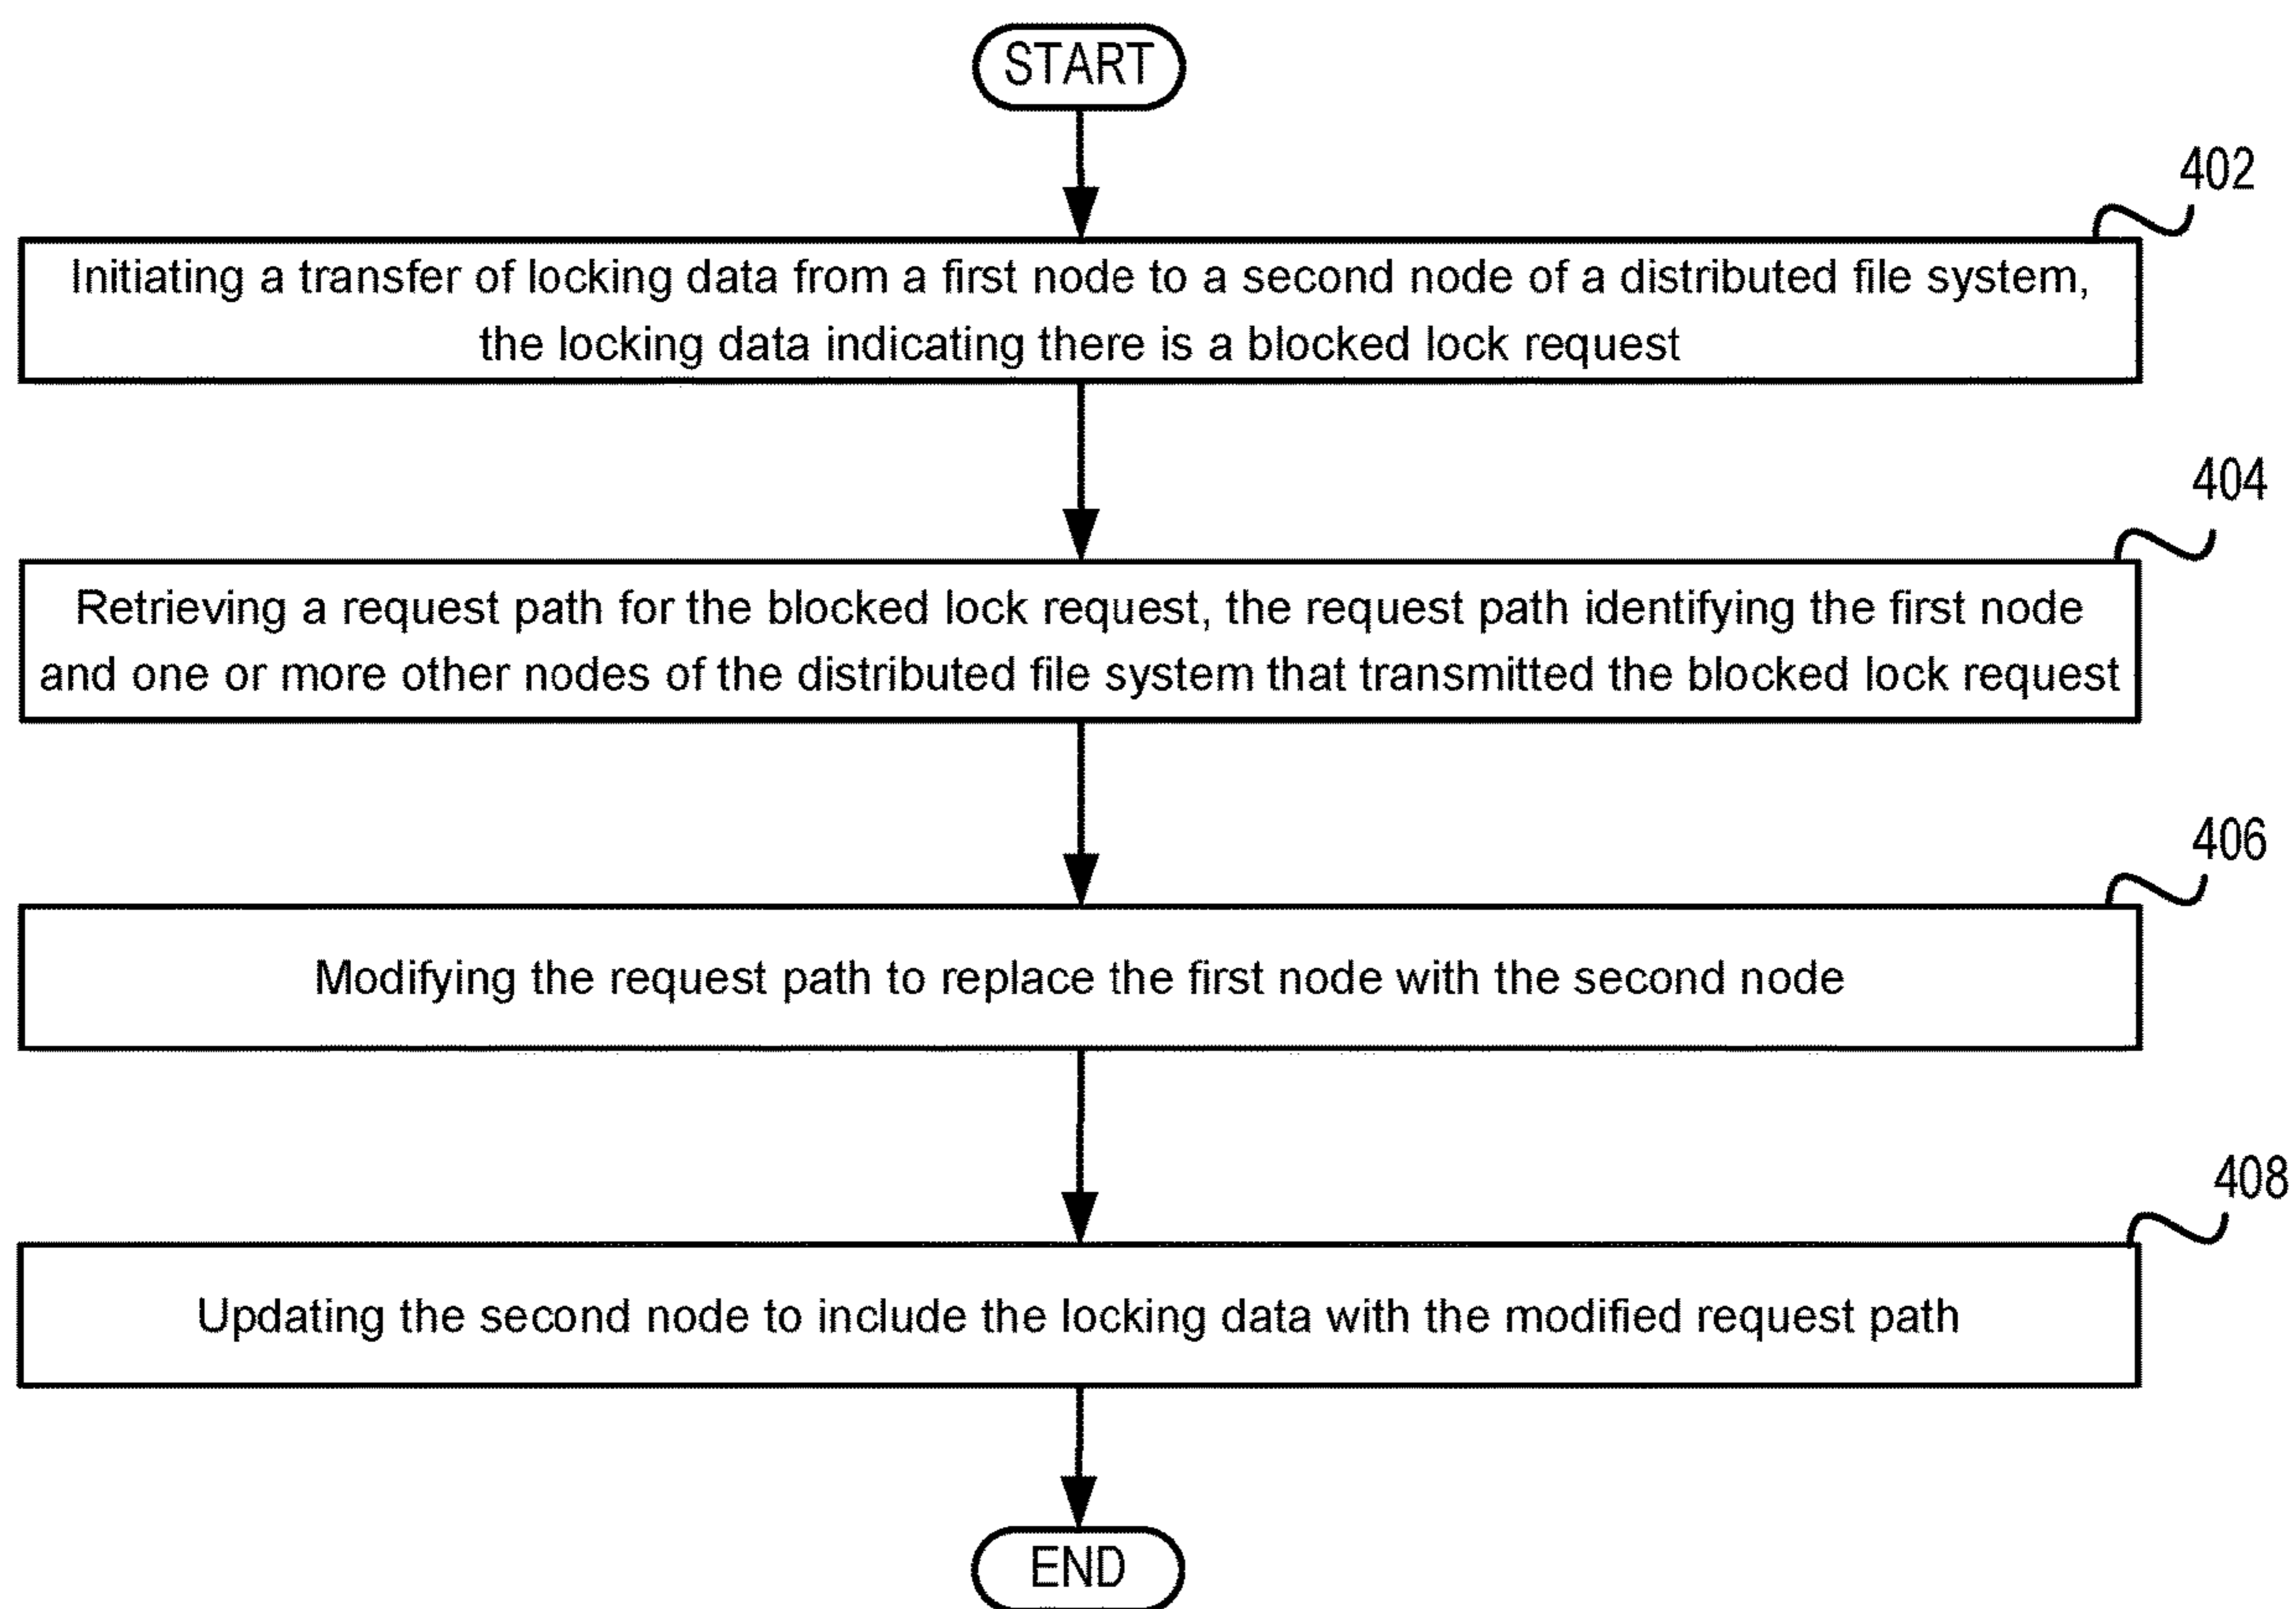 START
402
Initiating a transfer of locking data from a first node to a second node of a distributed file system,
the locking data indicating there is a blocked lock request
404
Retrieving a request path for the blocked lock request, the request path identifying the first node
and one or more other nodes of the distributed file system that transmitted the blocked lock request
406
Modifying the request path to replace the first node with the second node
408
Updating the second node to include the locking data with the modified request path
END